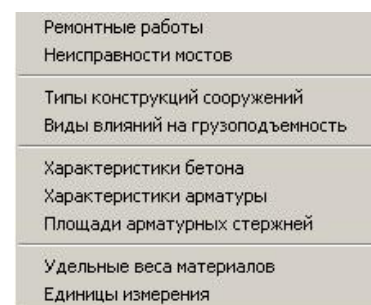 Ремонтные работы
Неисправности мостов
Типы конструкций сооружений
Виды влияний на грузоподъемность
Характеристики бетона
Характеристики арматуры
Площади арматурных стержней
Удельные веса материалов
Единицы измерения